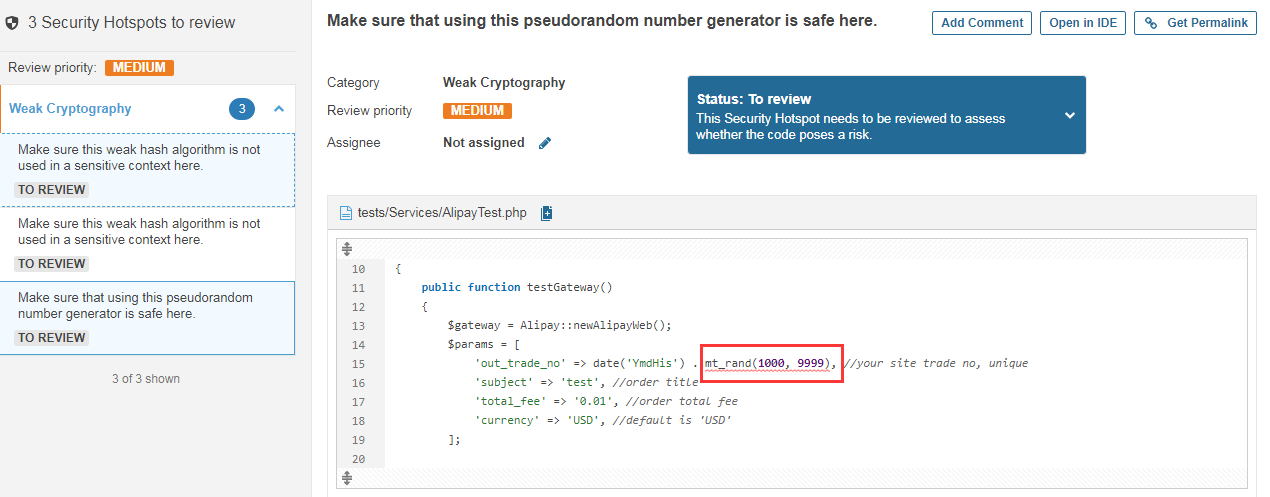 3 Security Hotspots to review
Review priority: MEDIUM
Weak Cryptography 3
Make sure this weak hash algorithm is not
used in a sensitive context here.
TO REVIEW
Make sure this weak hash algorithm is not
used in a sensitive context here.
TO REVIEW
Make sure that using this pseudorandom
number generator is safe here.
TO REVIEW
3 of 3 shown
Make sure that using this pseudorandom number generator is safe here.
Add Comment
Open in IDE
Get Permalink
Category Weak Cryptography
Review priority MEDIUM
Assignee Not assigned
Status: To review
This Security Hotspot needs to be reviewed to assess
whether the code poses a risk.
tests/Services/AlipayTest.php
10 {
11 public function testGateway()
12 {
13 $gateway = Alipay::newAlipayWeb();
14 $params = [
15 'out_trade_no' => date('YmdHis') . mt_rand(1000, 9999), //your site trade no, unique
16 'subject' => 'test', //order title
17 'total_fee' => '0.01', //order total fee
18 'currency' => 'USD', //default is 'USD'
19 ];
20